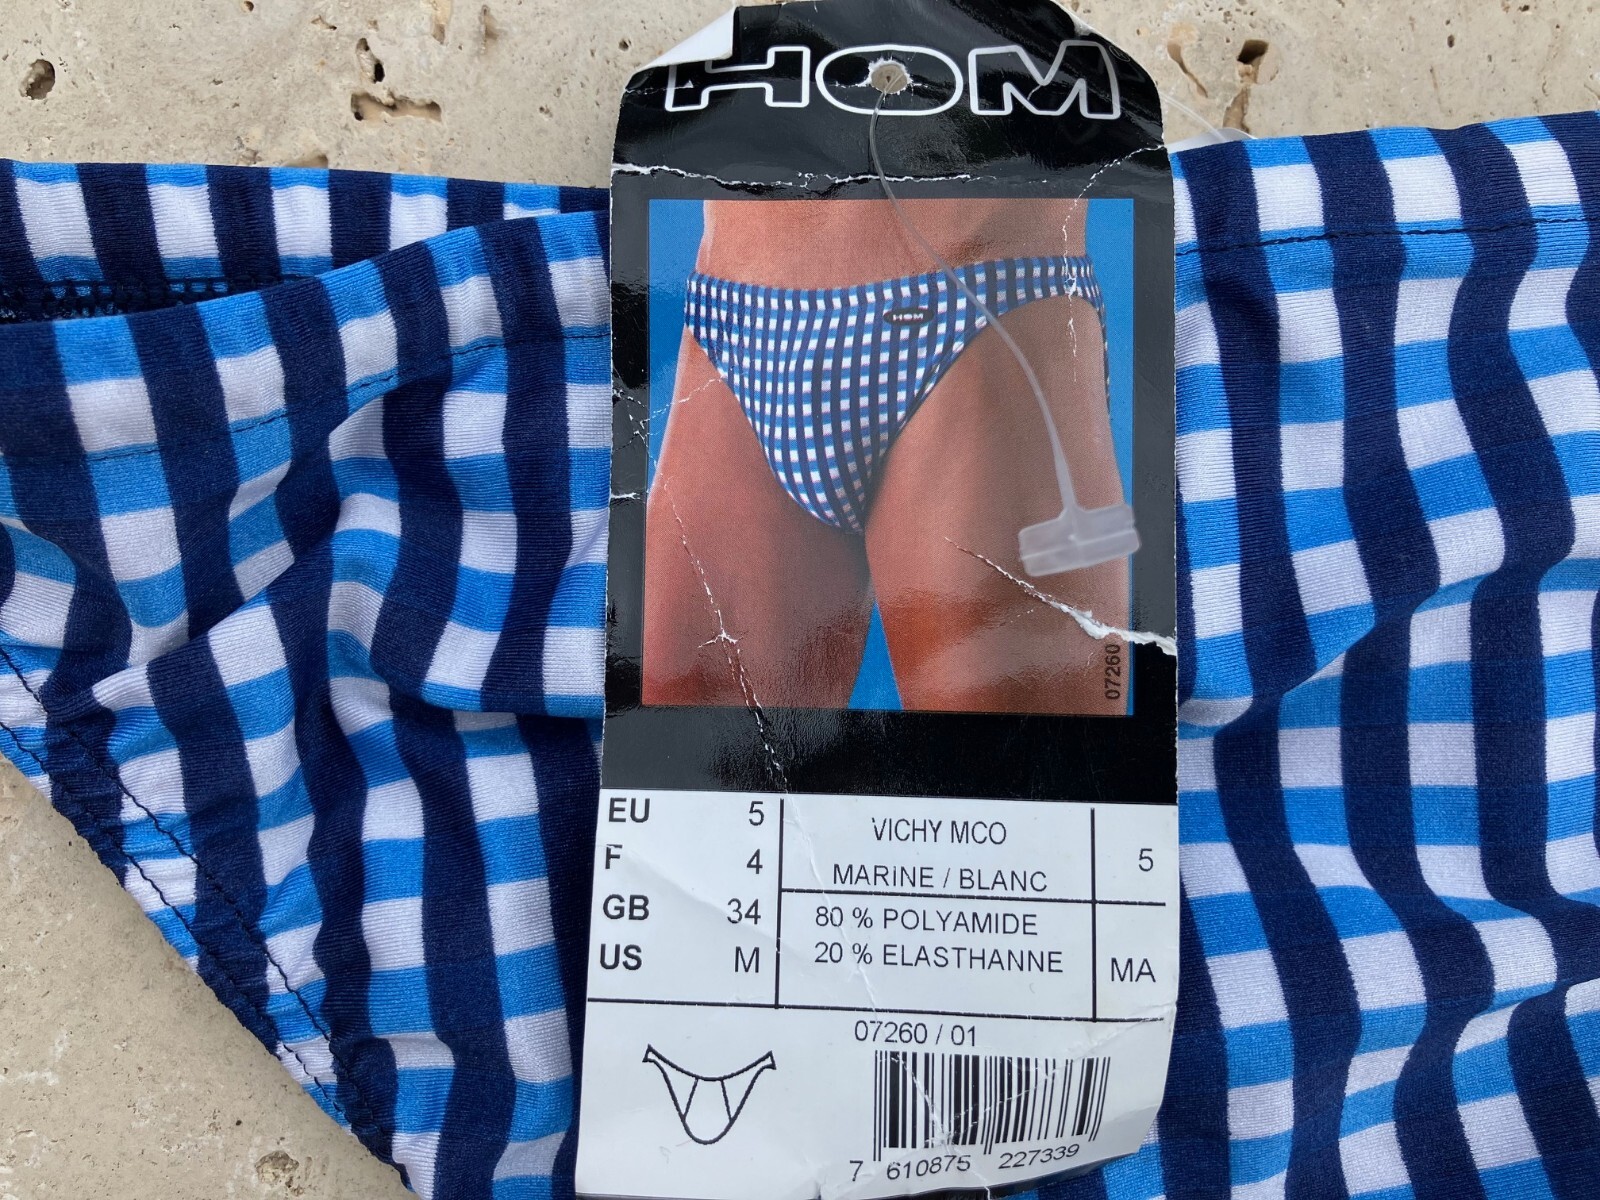 HOM
HOM
07260
EU 5
F 4
GB 34
US M
VICHY MCO
MARINE / BLANC
5
80 % POLYAMIDE
20 % ELASTHANNE
MA
07260 / 01
7 610875 227339